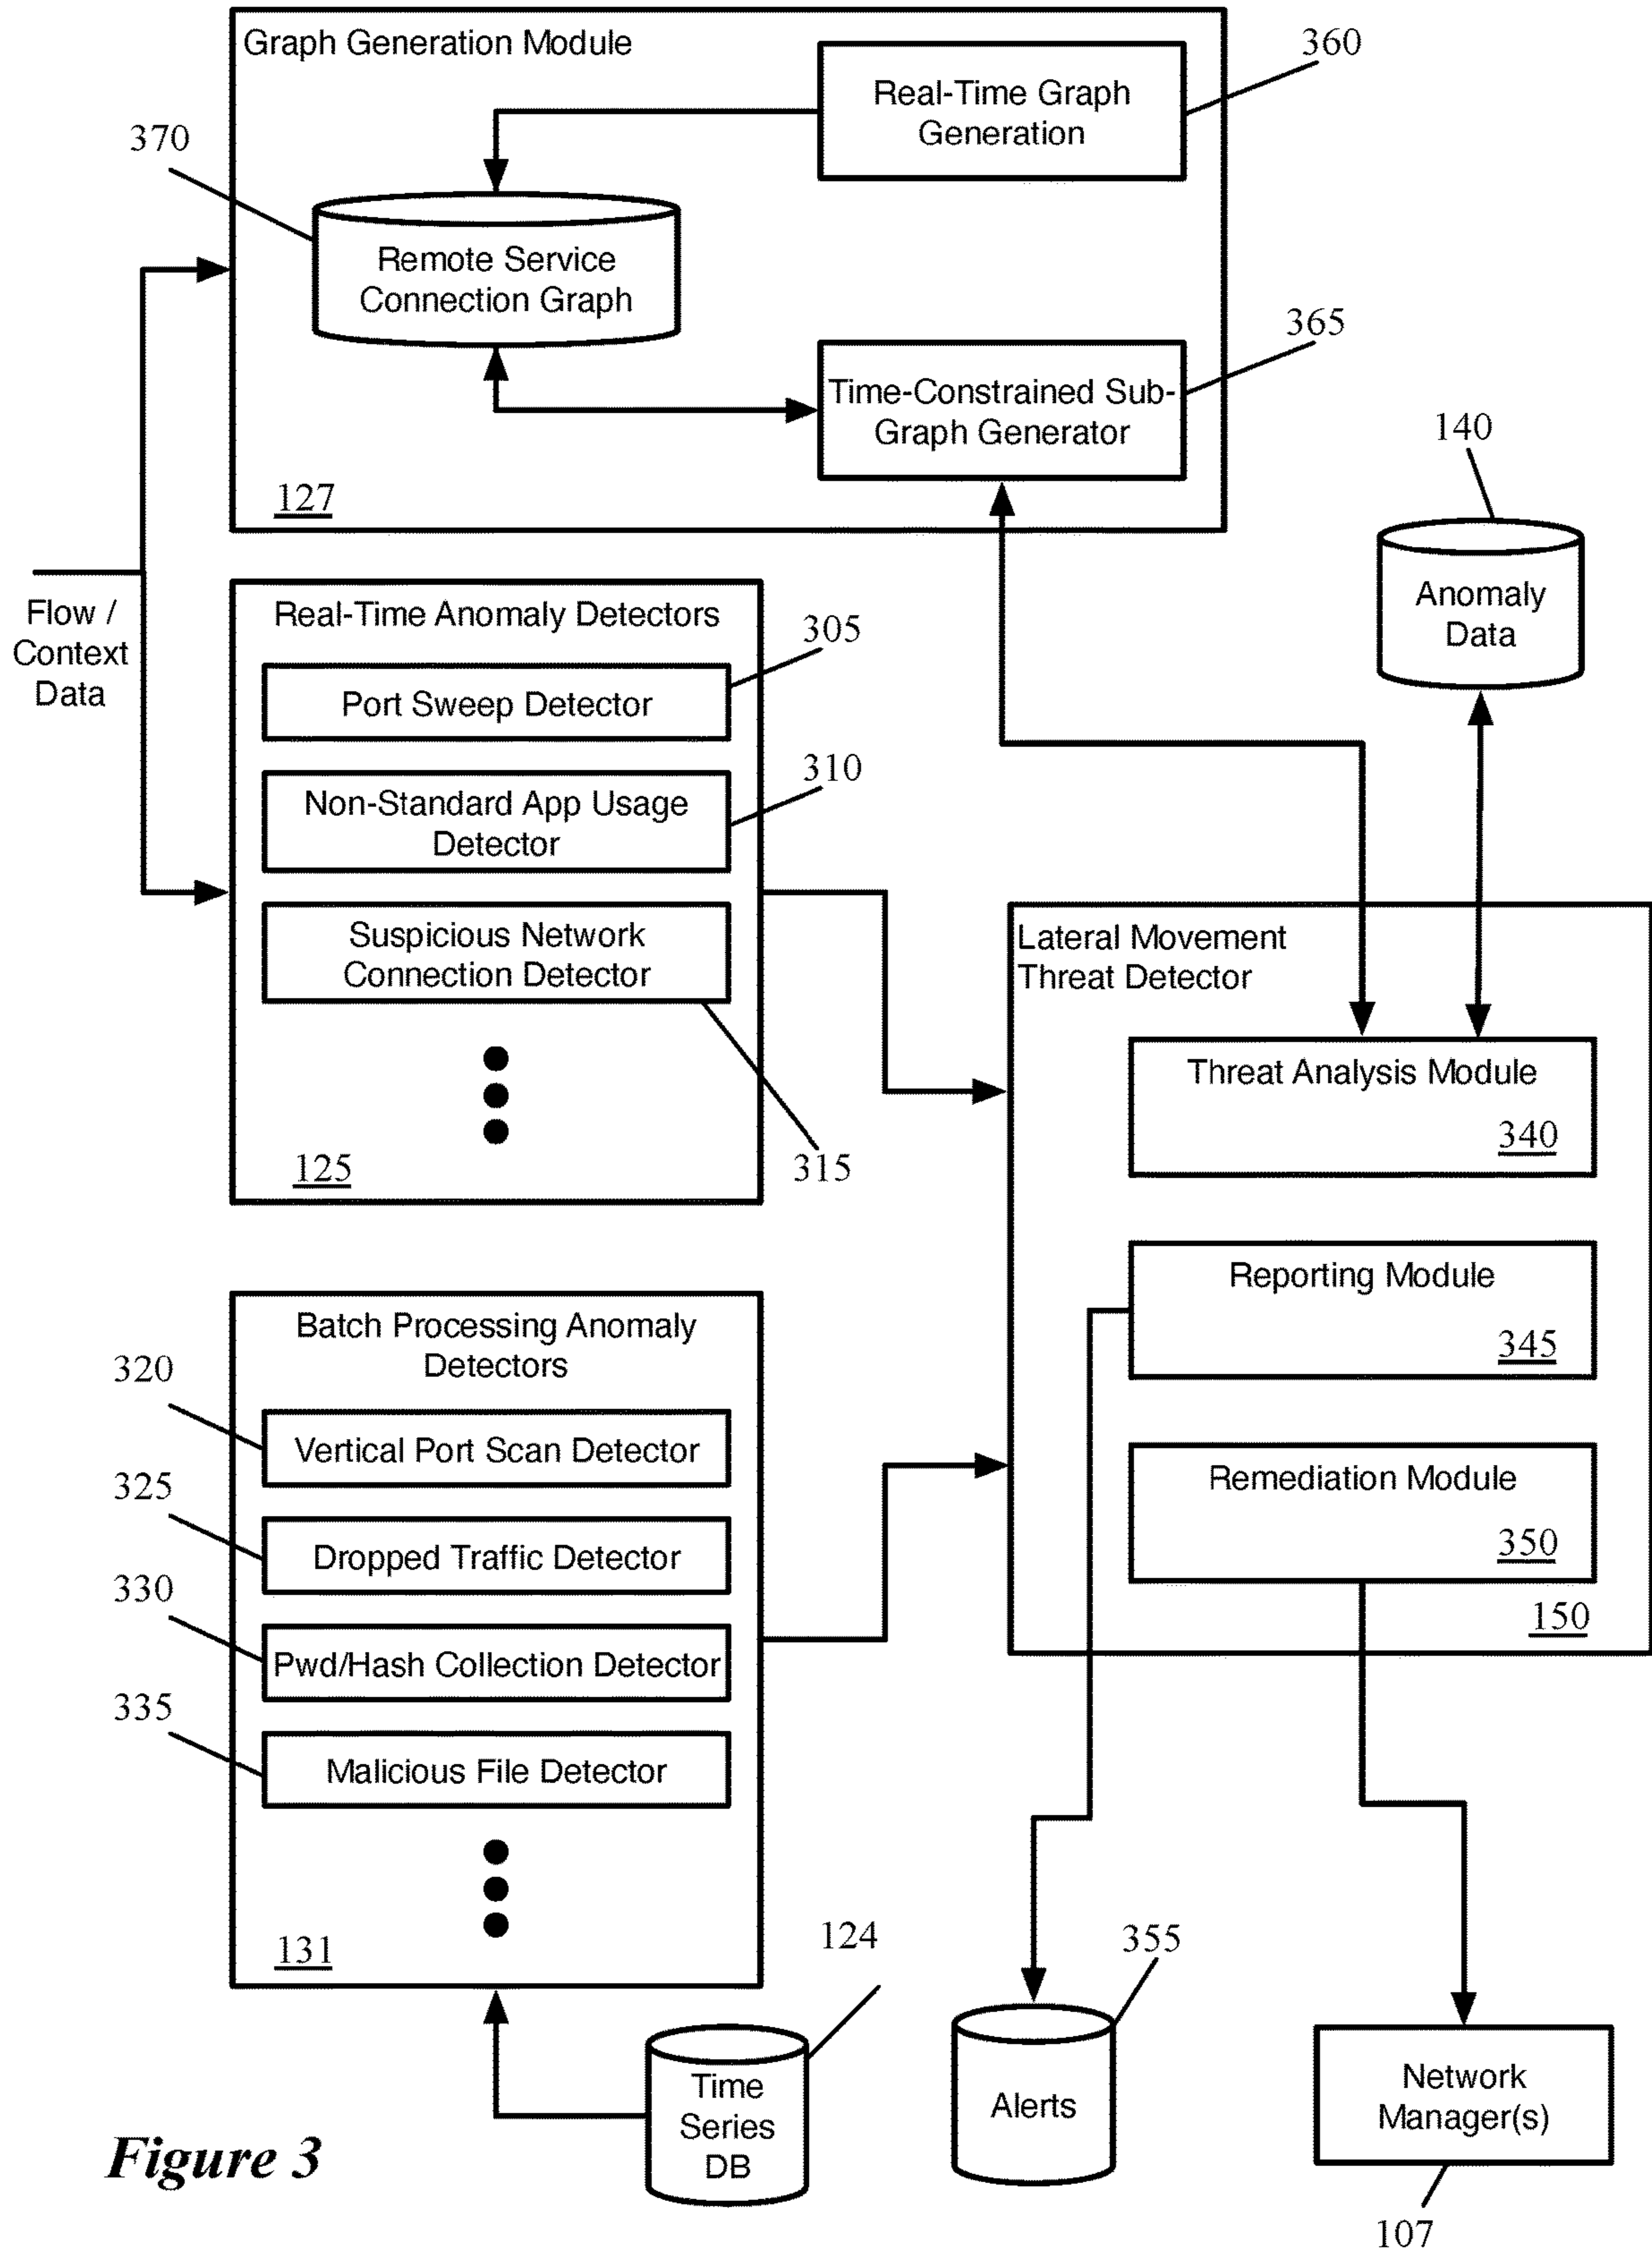 Graph Generation Module
360
Real-Time Graph
Generation
370
Remote Service
Connection Graph
365
Time-Constrained Sub-
Graph Generator
127
140
Anomaly
Data
Flow /
Context
Data
Real-Time Anomaly Detectors
305
Port Sweep Detector
310
Non-Standard App Usage
Detector
Suspicious Network
Connection Detector
315
125
Lateral Movement
Threat Detector
Threat Analysis Module
340
Reporting Module
345
Remediation Module
350
150
Batch Processing Anomaly
Detectors
320
Vertical Port Scan Detector
325
Dropped Traffic Detector
330
Pwd/Hash Collection Detector
335
Malicious File Detector
131
124
Time
Series
DB
355
Alerts
Network
Manager(s)
107
Figure 3